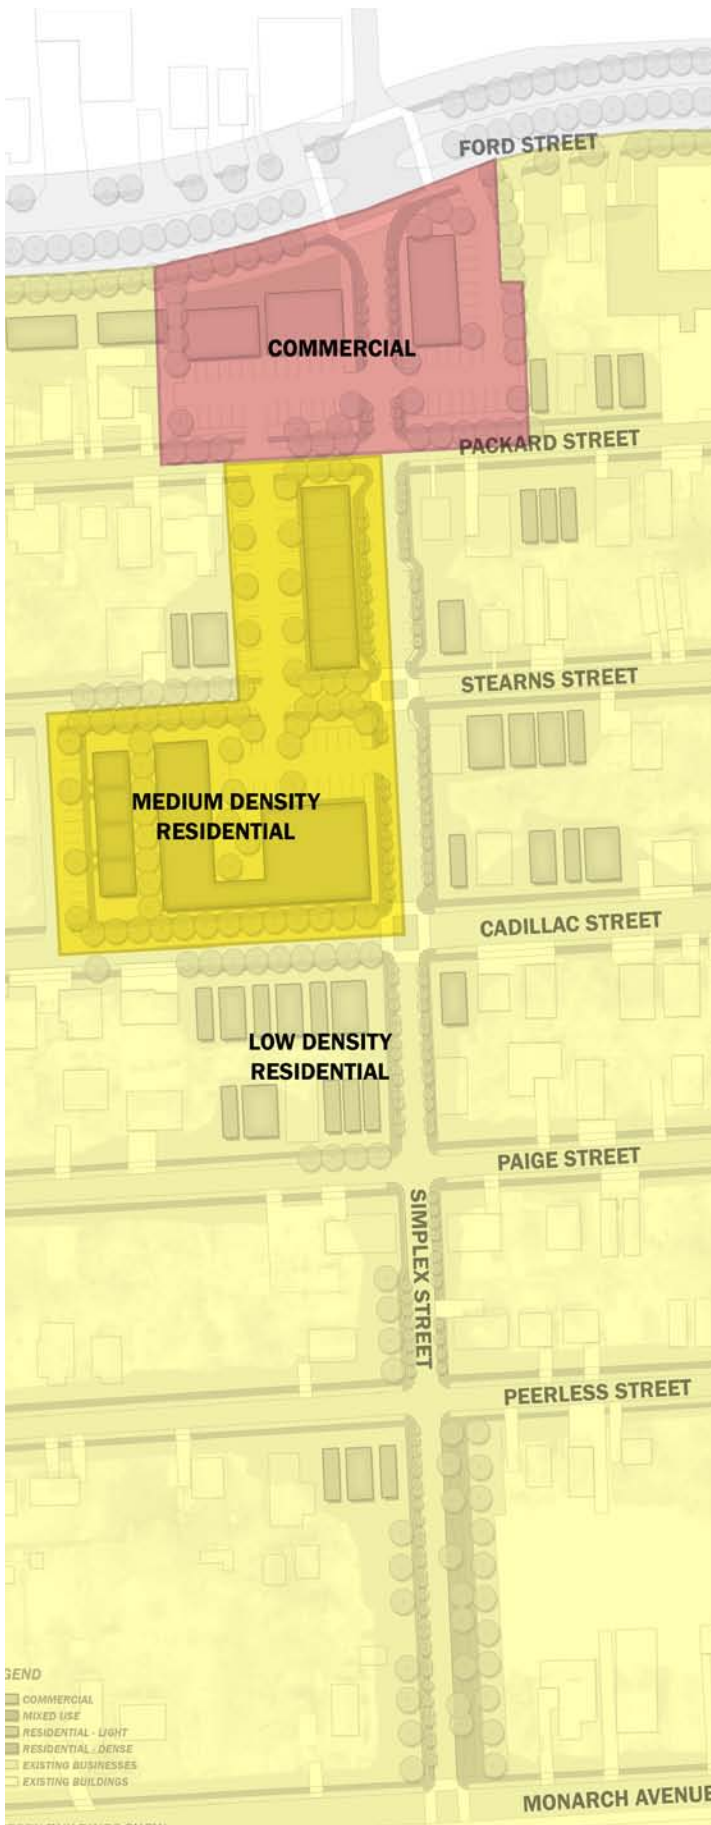 FORD STREET
COMMERCIAL
PACKARD STREET
STEARNS STREET
MEDIUM DENSITY
RESIDENTIAL
CADILLAC STREET
LOW DENSITY
RESIDENTIAL
PAIGE STREET
SIMPLEX STREET
PEERLESS STREET
GEND
COMMERCIAL
MIXED USE
RESIDENTIAL - LIGHT
RESIDENTIAL - DENSE
EXISTING BUSINESSES
EXISTING BUILDINGS
MONARCH AVENUE